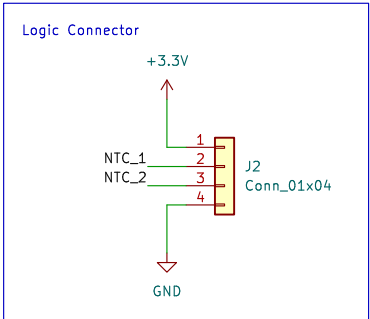 Logic Connector
+3.3V
1
NTC_1 2 J2
NTC_2 3 Conn_01x04
4
GND